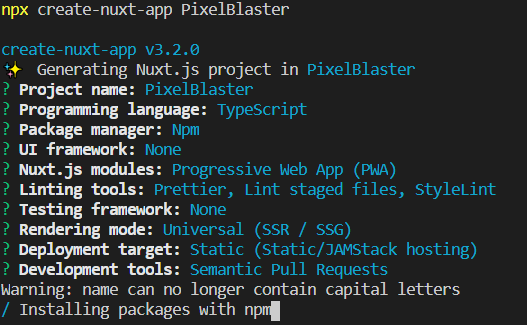 npx create-nuxt-app PixelBlaster
create-nuxt-app v3.2.0
✨ Generating Nuxt.js project in PixelBlaster
? Project name: PixelBlaster
? Programming language: TypeScript
? Package manager: Npm
? UI framework: None
? Nuxt.js modules: Progressive Web App (PWA)
? Linting tools: Prettier, Lint staged files, StyleLint
? Testing framework: None
? Rendering mode: Universal (SSR / SSG)
? Deployment target: Static (Static/JAMStack hosting)
? Development tools: Semantic Pull Requests
Warning: name can no longer contain capital letters
/ Installing packages with npm